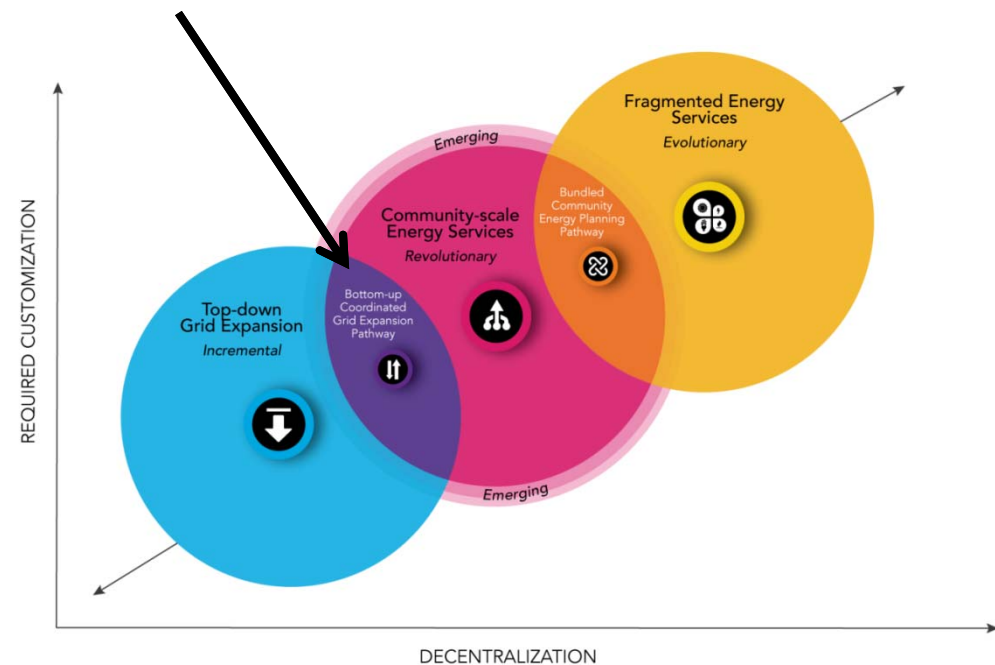 Fragmented Energy
Services
Evolutionary
Emerging
Bundled
Community
Energy Planning
Pathway
Community-scale
Energy Services
Revolutionary
Bottom-up
Coordinated
Grid Expansion
Pathway
Top-down
Grid Expansion
Incremental
Emerging
REQUIRED CUSTOMIZATION
DECENTRALIZATION